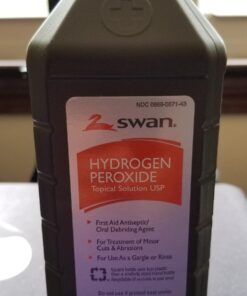 NDC 0869-0871-43
swan®
HYDROGEN
PEROXIDE
Topical Solution USP
First Aid Antiseptic/
Oral Debriding Agent
For Treatment of Minor
Cuts & Abrasions
For Use As a Gargle or Rinse